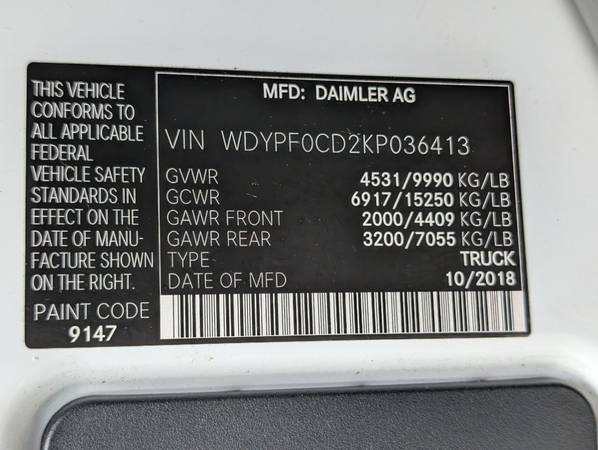 THIS VEHICLE
CONFORMS TO
ALL APPLICABLE
FEDERAL
VEHICLE SAFETY
STANDARDS IN
EFFECT ON THE
DATE OF MANU-
FACTURE SHOWN
ON THE RIGHT.
PAINT CODE
9147
MFD: DAIMLER AG
VIN WDYPF0CD2KP036413
GVWR 4531/9990 KG/LB
GCWR 6917/15250 KG/LB
GAWR FRONT 2000/4409 KG/LB
GAWR REAR 3200/7055 KG/LB
TYPE TRUCK
DATE OF MFD 10/2018